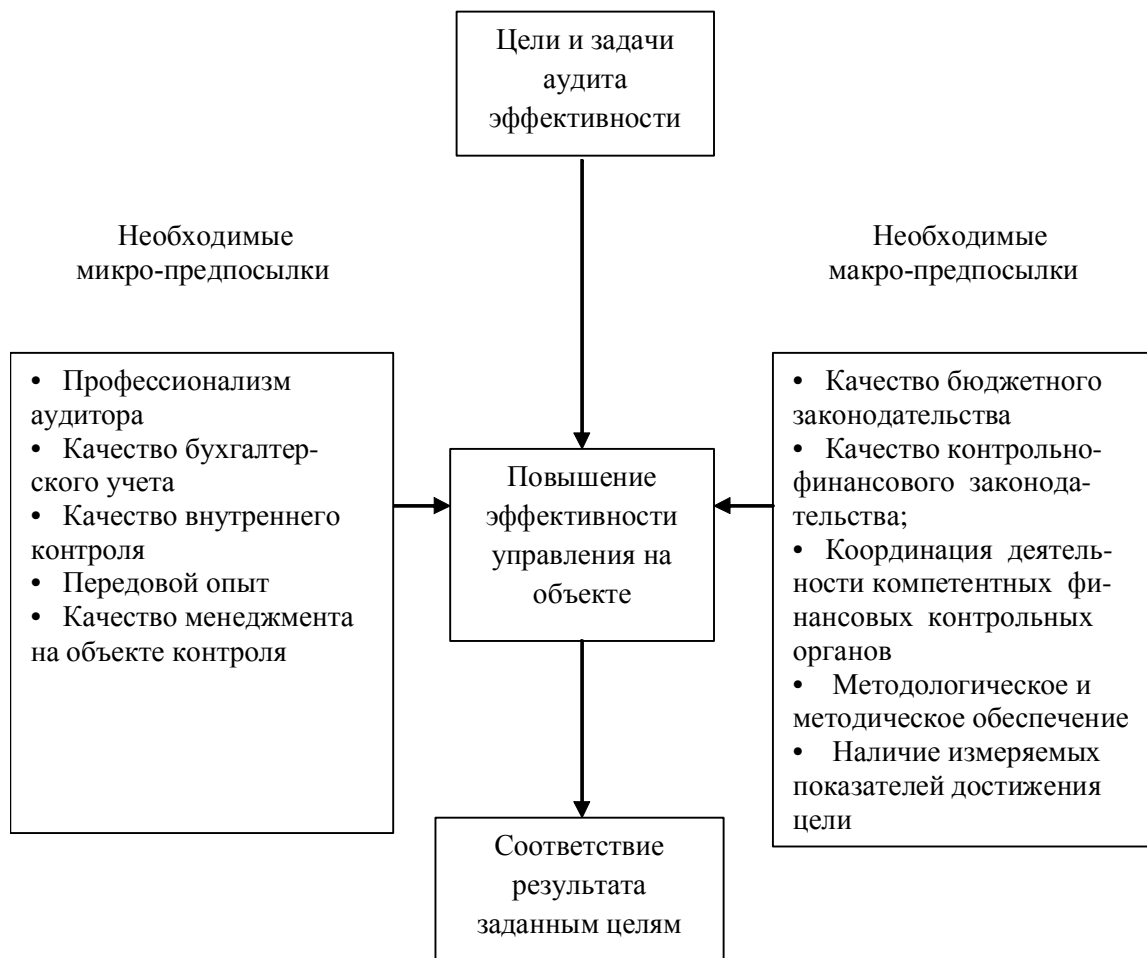 Цели и задачи
аудита
эффективности
Необходимые
микро-предпосылки
Необходимые
макро-предпосылки
• Профессионализм
аудитора
• Качество бухгалтер-
ского учета
• Качество внутреннего
контроля
• Передовой опыт
• Качество менеджмента
на объекте контроля
Повышение
эффективности
управления на
объекте
• Качество бюджетного
законодательства
• Качество контрольно-
финансового законода-
тельства;
• Координация деятель-
ности компетентных фи-
нансовых контрольных
органов
• Методологическое и
методическое обеспечение
• Наличие измеряемых
показателей достижения
цели
Соответствие
результата
заданным целям